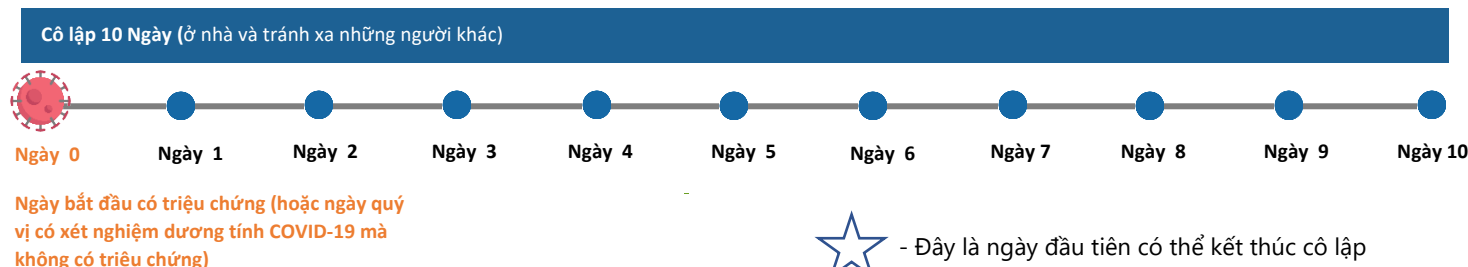 Cô lập 10 Ngày (ở nhà và tránh xa những người khác)
Ngày 0 Ngày 1 Ngày 2 Ngày 3 Ngày 4 Ngày 5 Ngày 6 Ngày 7 Ngày 8 Ngày 9 Ngày 10
Ngày bắt đầu có triệu chứng (hoặc ngày quý
vị có xét nghiệm dương tính COVID-19 mà
không có triệu chứng)
- Đây là ngày đầu tiên có thể kết thúc cô lập